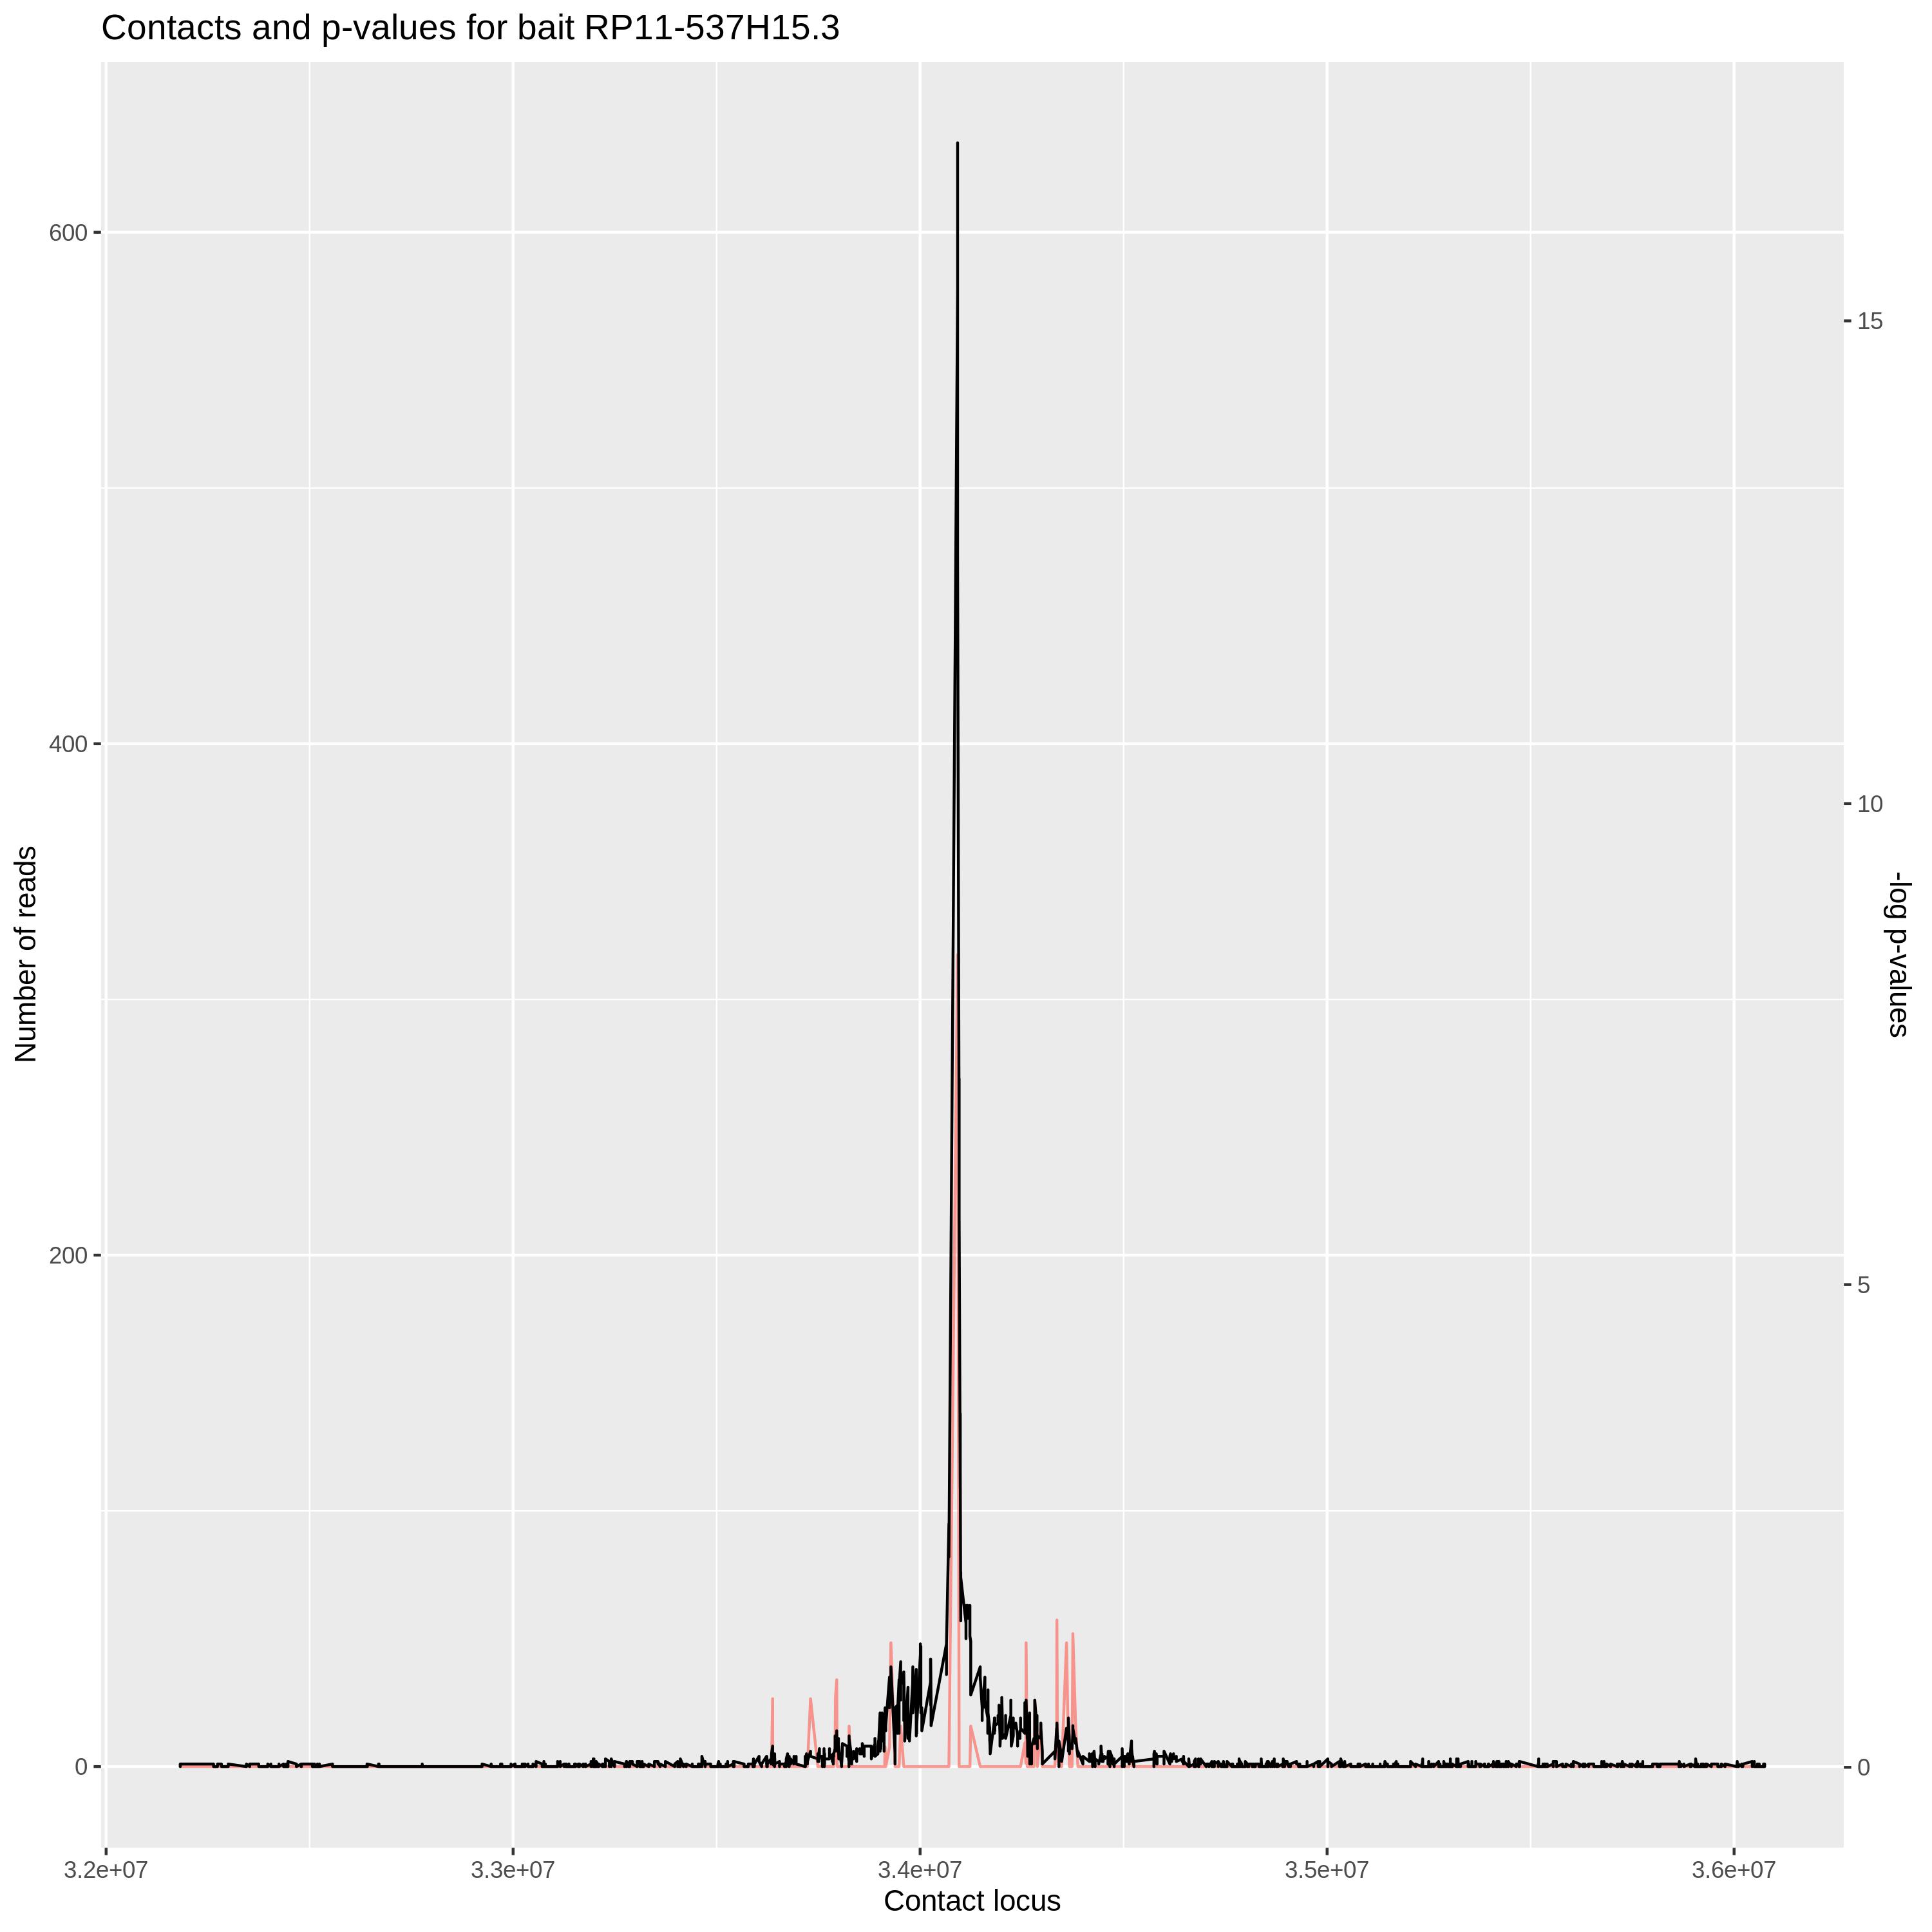 Contacts and p-values for bait RP11-537H15.3
600
400
200
0
Number of reads
15
10
5
0
-log p-values
3.2e+07 3.3e+07 3.4e+07 3.5e+07 3.6e+07
Contact locus